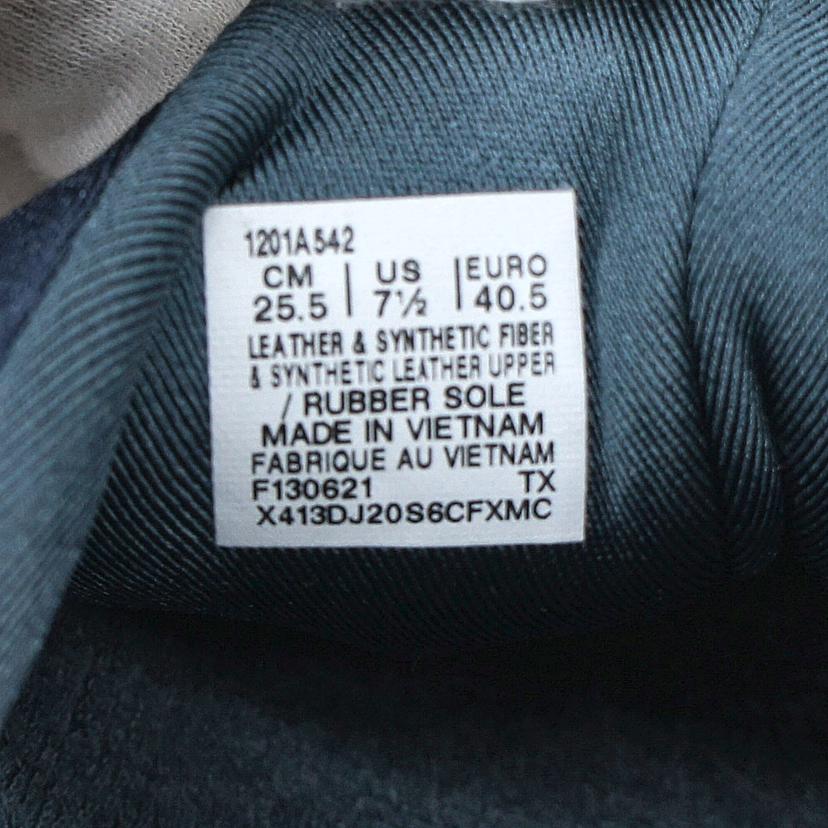 1201A542
CM | US | EURO
25.5 | 7½ | 40.5
LEATHER & SYNTHETIC FIBER
& SYNTHETIC LEATHER UPPER
/ RUBBER SOLE
MADE IN VIETNAM
FABRIQUE AU VIETNAM
F130621 TX
X413DJ20S6CFXMC